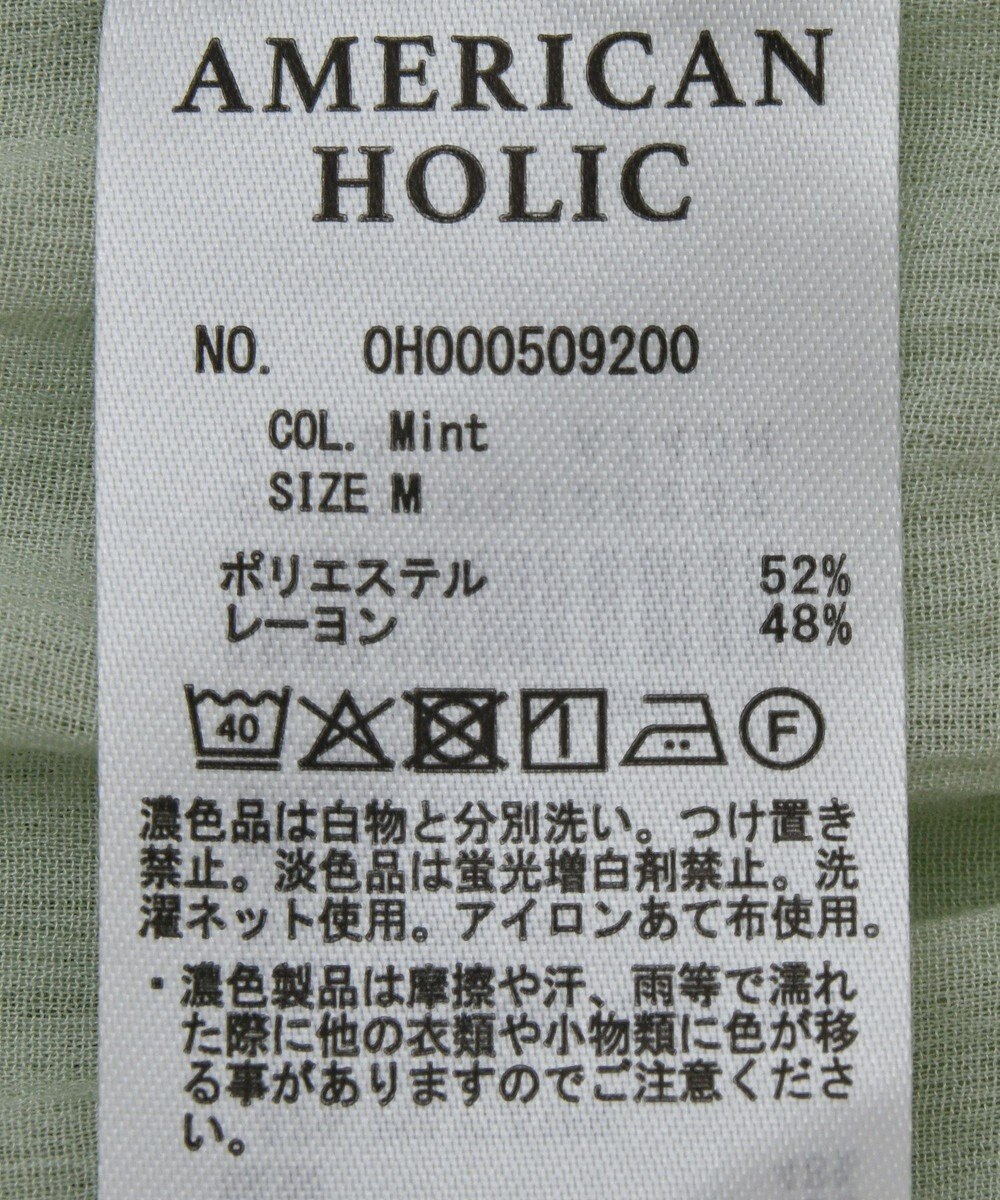 AMERICAN
HOLIC
NO. 0H000509200
COL. Mint
SIZE M
ポリエステル 52%
レーヨン 48%
40 F
濃色品は白物と分別洗い。つけ置き
禁止。淡色品は蛍光増白剤禁止。洗
濯ネット使用。アイロンあて布使用。
・濃色製品は摩擦や汗、雨等で濡れ
た際に他の衣類や小物類に色が移
る事がありますのでご注意くださ
い。